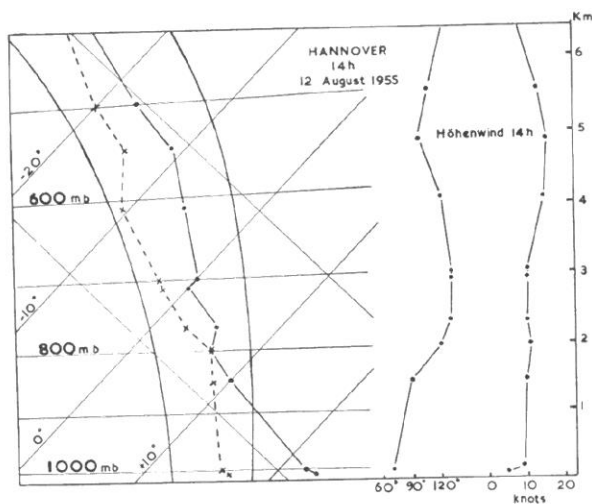 HANNOVER
14h
12 August 1955
Höhenwind 14h
-20°
600 mb
-10°
800 mb
0°
+10°
1000 mb
60° 90° 120°
0 10 20
knots
Km
6
5
4
3
2
1